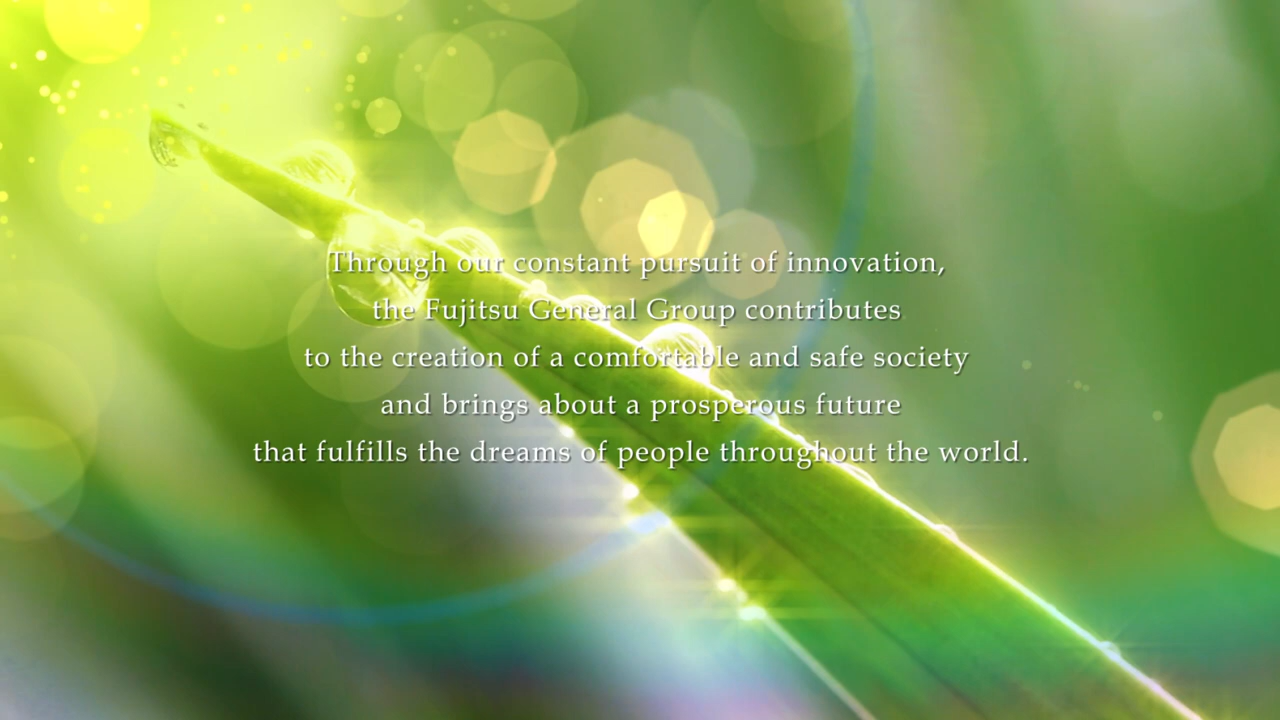 Through our constant pursuit of innovation,
the Fujitsu General Group contributes
to the creation of a comfortable and safe society
and brings about a prosperous future
that fulfills the dreams of people throughout the world.